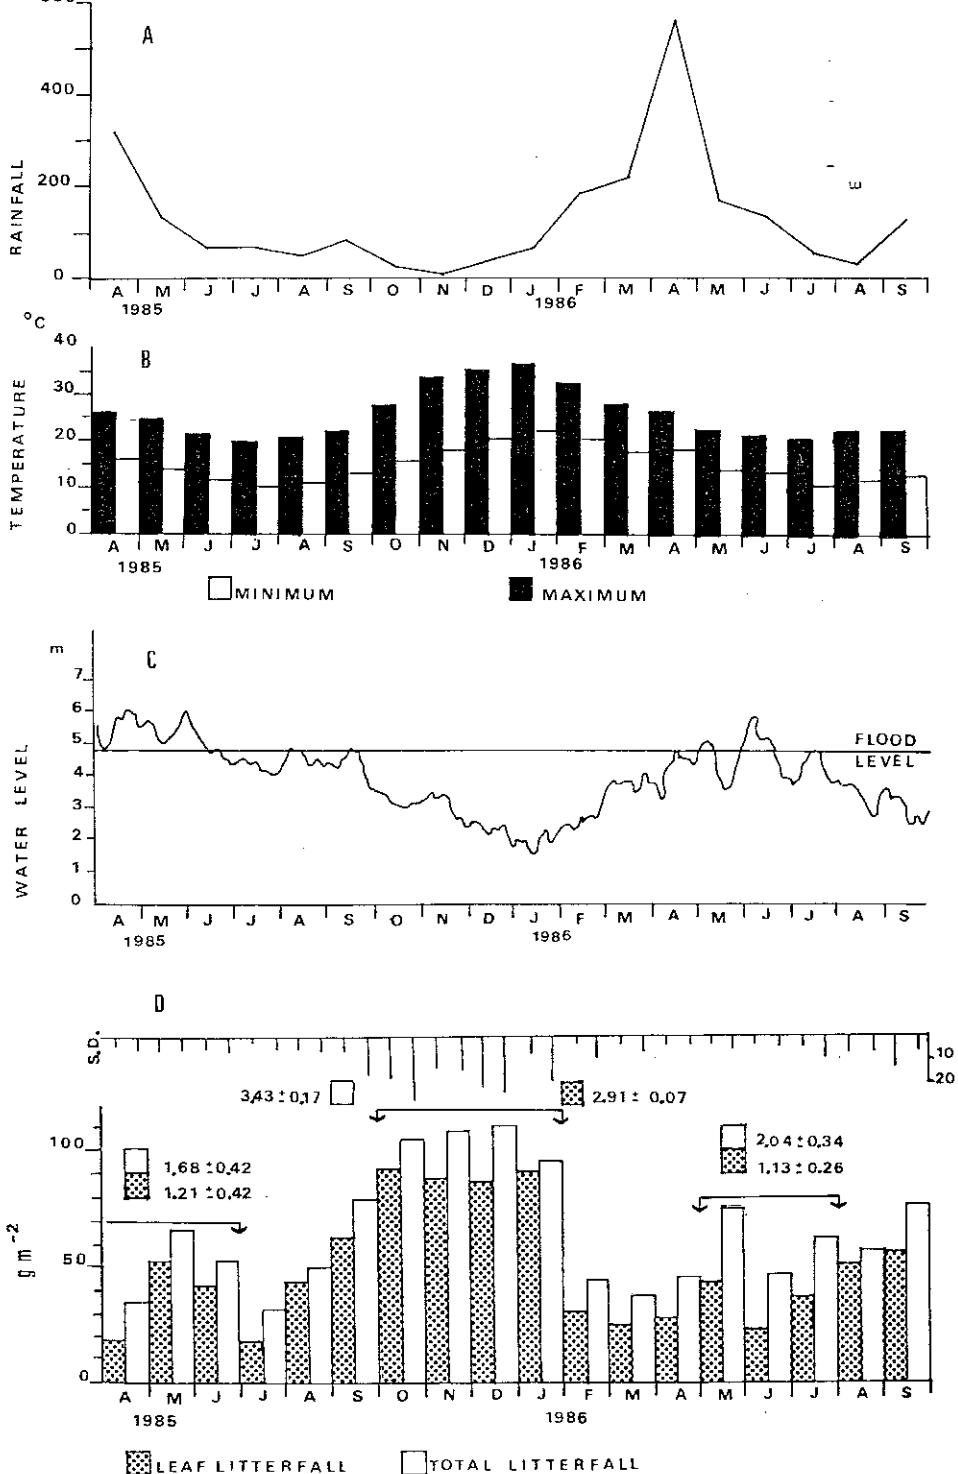 A
400
200
0
RAINFALL
E
A M J J A S O N D J F M A M J J A S
1985 1986
°C
B
40
30
20
10
0
TEMPERATURE
A M J J A S O N D J F M A M J J A S
1985 1986
MINIMUM MAXIMUM
m
C
7
6
5
4
3
2
1
0
WATER LEVEL
FLOOD
LEVEL
A M J J A S O N D J F M A M J J A S
1985 1986
D
S.D.
10
20
3,43±0,17 2.91± 0,07
1,68±0,42
1,21±0,42
2,04±0,34
1,13±0.26
100
50
0
g m⁻²
A M J J A S O N D J F M A M J J A S
1985 1986
LEAF LITTERFALL TOTAL LITTERFALL